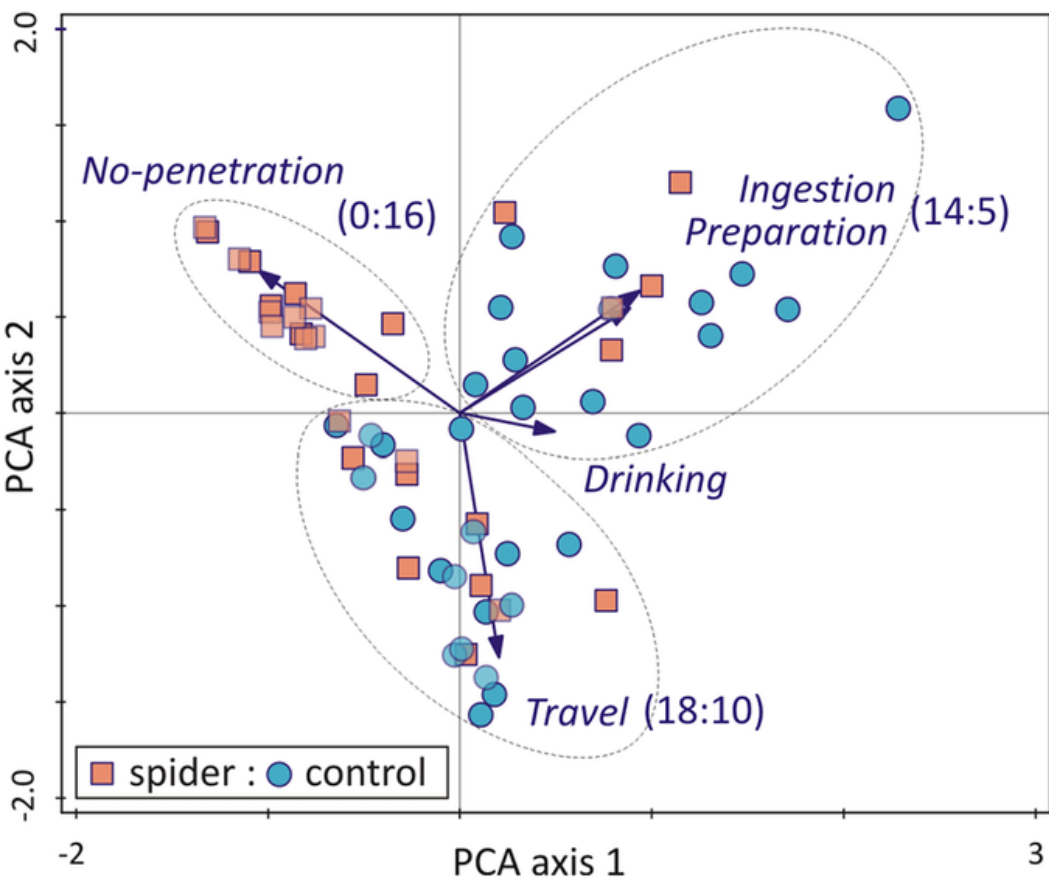 2.0
No-penetration
(0:16)
Ingestion
Preparation
(14:5)
PCA axis 2
Drinking
Travel (18:10)
spider : control
-2.0
-2
PCA axis 1
3